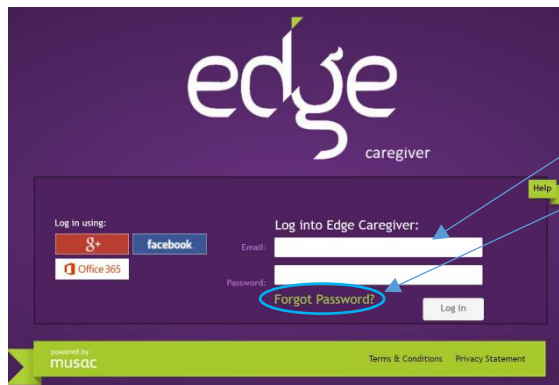 edge
caregiver
Help
Log in using:
Log into Edge Caregiver:
g+
facebook
Email:
Office 365
Password:
Forgot Password?
Log in
powered by
musac
Terms & Conditions Privacy Statement